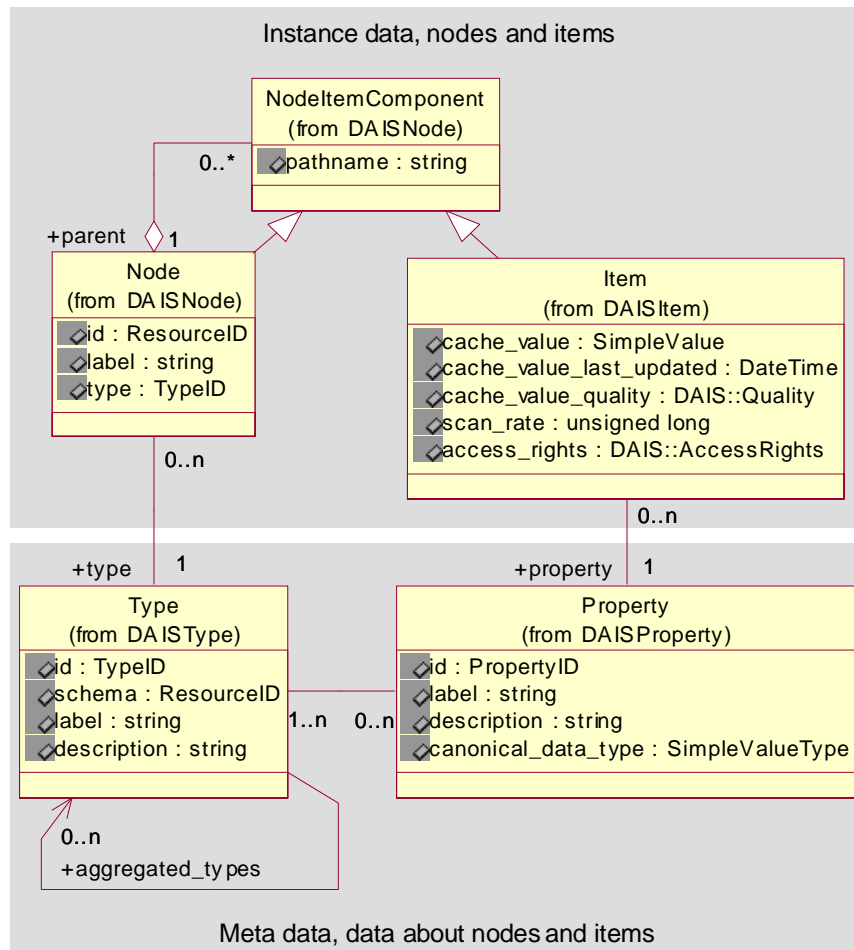 Instance data, nodes and items
NodeItemComponent
(from DAISNode)
pathname : string
0..*
+parent
1
Node
(from DAISNode)
id : ResourceID
label : string
type : TypeID
Item
(from DAISItem)
cache_value : SimpleValue
cache_value_last_updated : DateTime
cache_value_quality : DAIS::Quality
scan_rate : unsigned long
access_rights : DAIS::AccessRights
0..n
0..n
+type
1
+property
1
Type
(from DAISType)
id : TypeID
schema : ResourceID
label : string
description : string
Property
(from DAISProperty)
id : PropertyID
label : string
description : string
canonical_data_type : SimpleValueType
1..n
0..n
0..n
+aggregated_types
Meta data, data about nodes and items